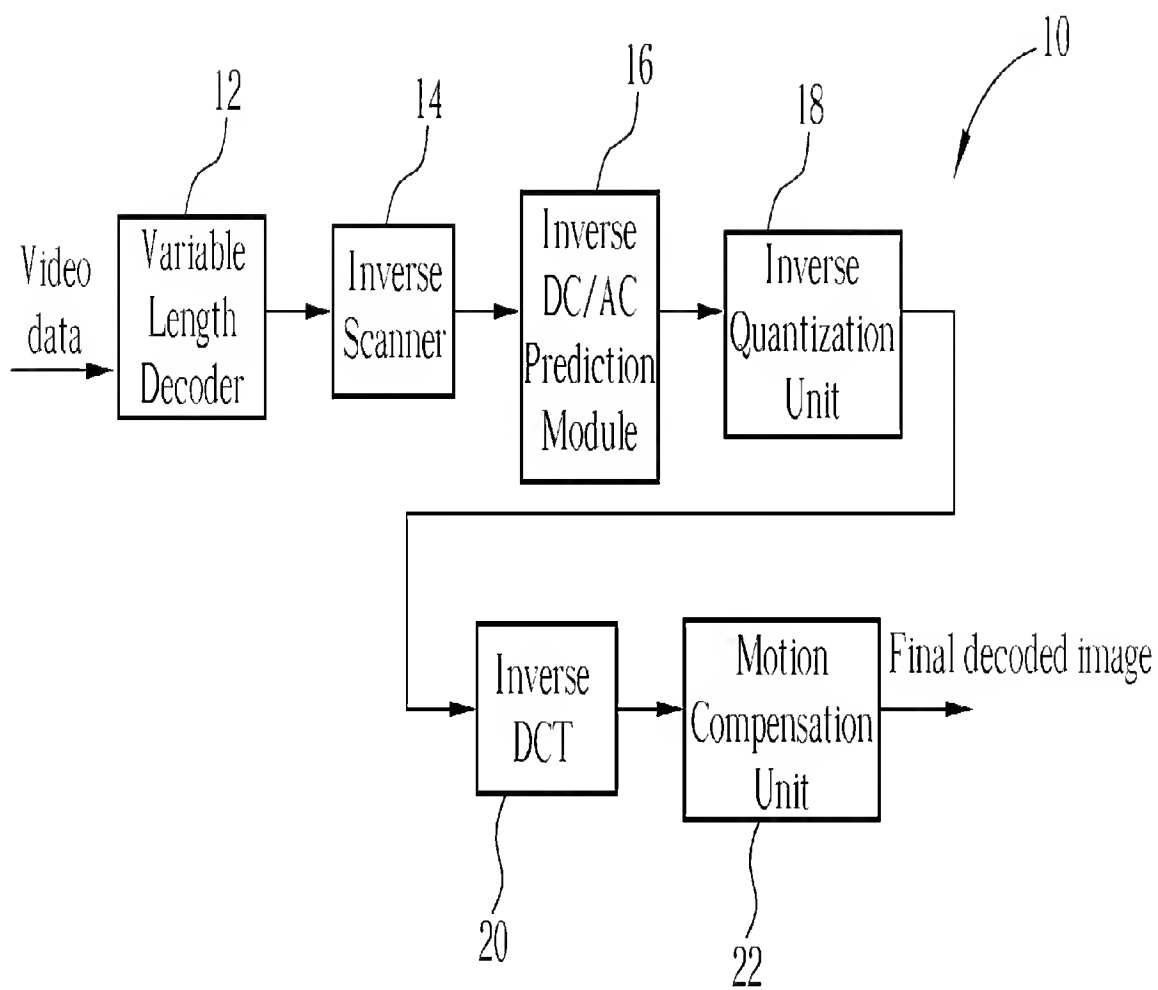 10
12
14
16
18
Video
data
Variable
Length
Decoder
Inverse
Scanner
Inverse
DC/AC
Prediction
Module
Inverse
Quantization
Unit
Inverse
DCT
Motion
Compensation
Unit
Final decoded image
20
22